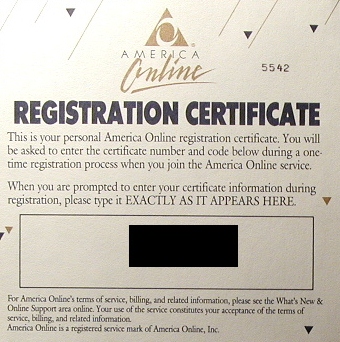 AMERICA
Online
5542
REGISTRATION CERTIFICATE
This is your personal America Online registration certificate. You will
be asked to enter the certificate number and code below during a one-
time registration process when you join the America Online service.
When you are prompted to enter your certificate information during
registration, please type it EXACTLY AS IT APPEARS HERE.
For America Online's terms of service, billing, and related information, please see the What's New &
Online Support area online. Your use of the service constitutes your acceptance of the terms of
service, billing, and related information.
America Online is a registered service mark of America Online, Inc.